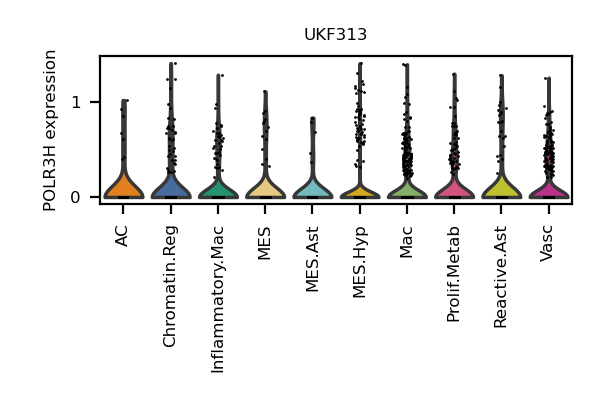 UKF313
POLR3H expression
1
0
AC
Chromatin.Reg
Inflammatory.Mac
MES
MES.Ast
MES.Hyp
Mac
Prolif.Metab
Reactive.Ast
Vasc